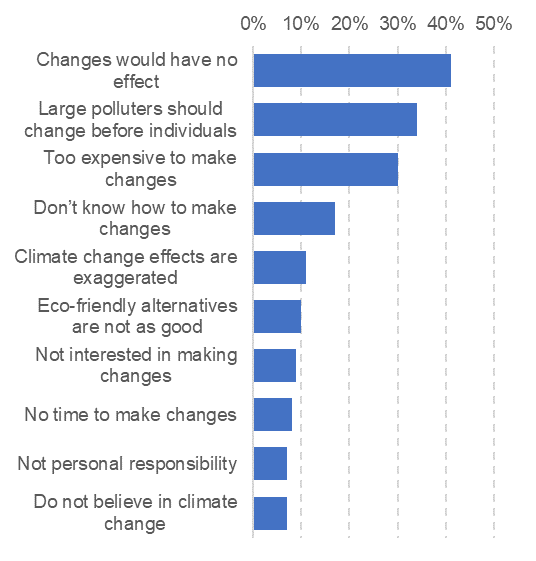 0% 10% 20% 30% 40% 50%
Changes would have no
effect
Large polluters should
change before individuals
Too expensive to make
changes
Don’t know how to make
changes
Climate change effects are
exaggerated
Eco-friendly alternatives
are not as good
Not interested in making
changes
No time to make changes
Not personal responsibility
Do not believe in climate
change